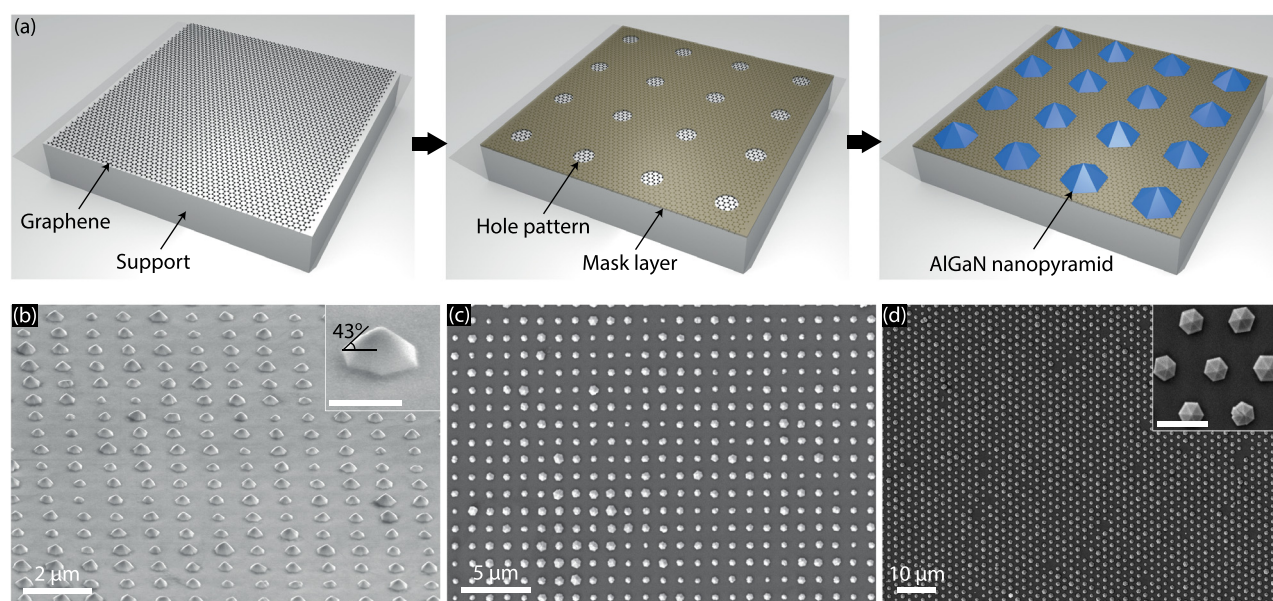 (a)
Graphene
Support
Hole pattern
Mask layer
AlGaN nanopyramid
(b)
43°
2 µm
(c)
5 µm
(d)
10 µm